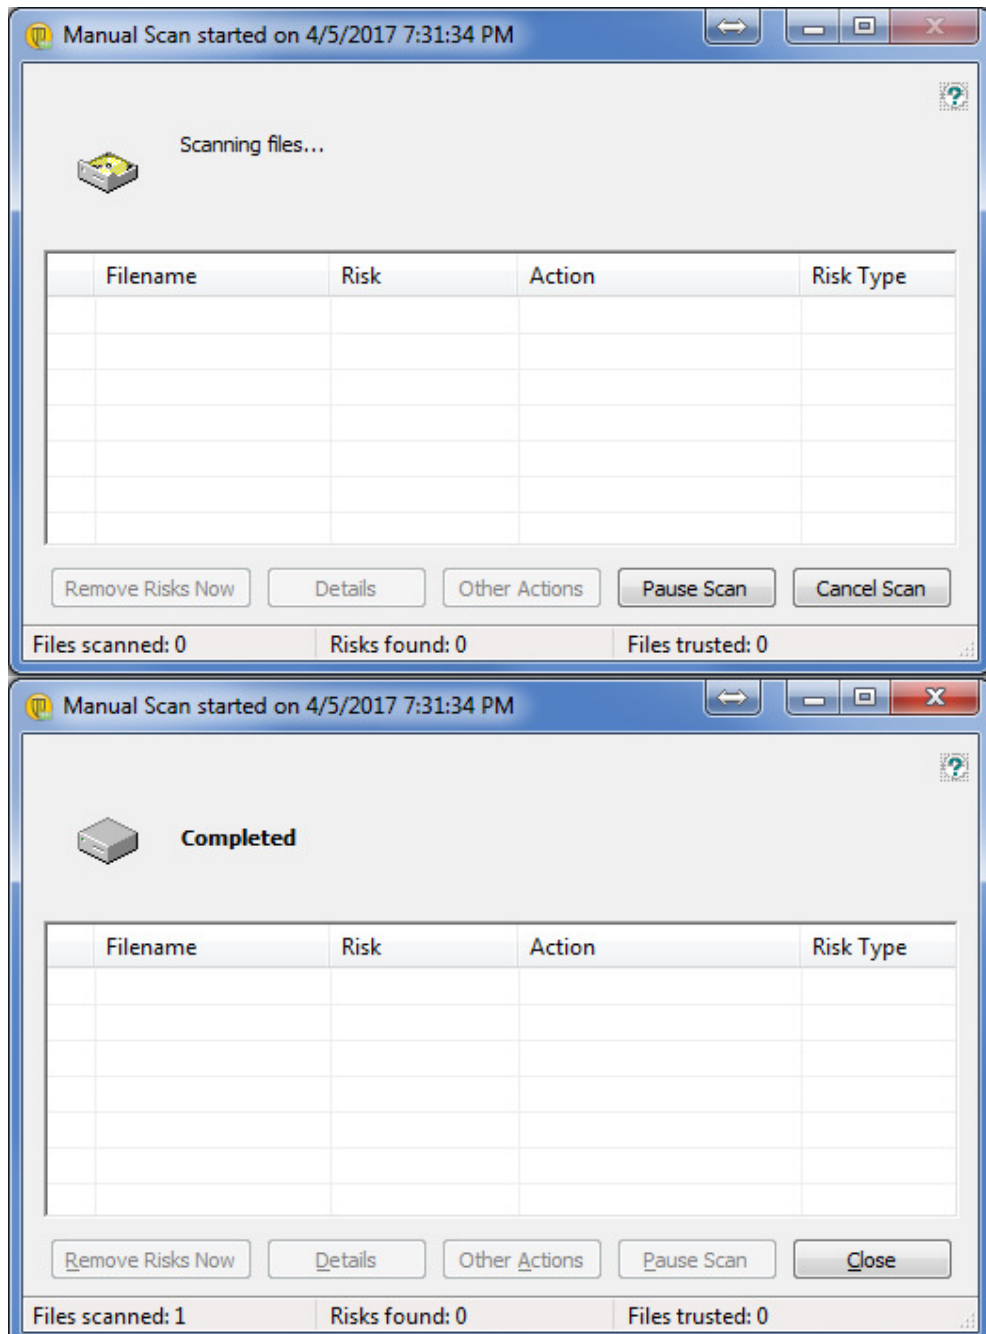 Manual Scan started on 4/5/2017 7:31:34 PM
Scanning files...
Filename Risk Action Risk Type
Remove Risks Now Details Other Actions Pause Scan Cancel Scan
Files scanned: 0 Risks found: 0 Files trusted: 0
Manual Scan started on 4/5/2017 7:31:34 PM
Completed
Filename Risk Action Risk Type
Remove Risks Now Details Other Actions Pause Scan Close
Files scanned: 1 Risks found: 0 Files trusted: 0